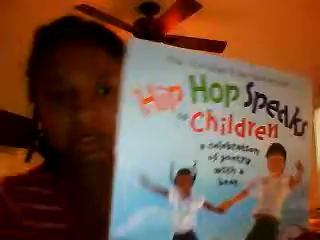 Hip Hop Speaks
to Children
a celebration
of poetry
with a
beat